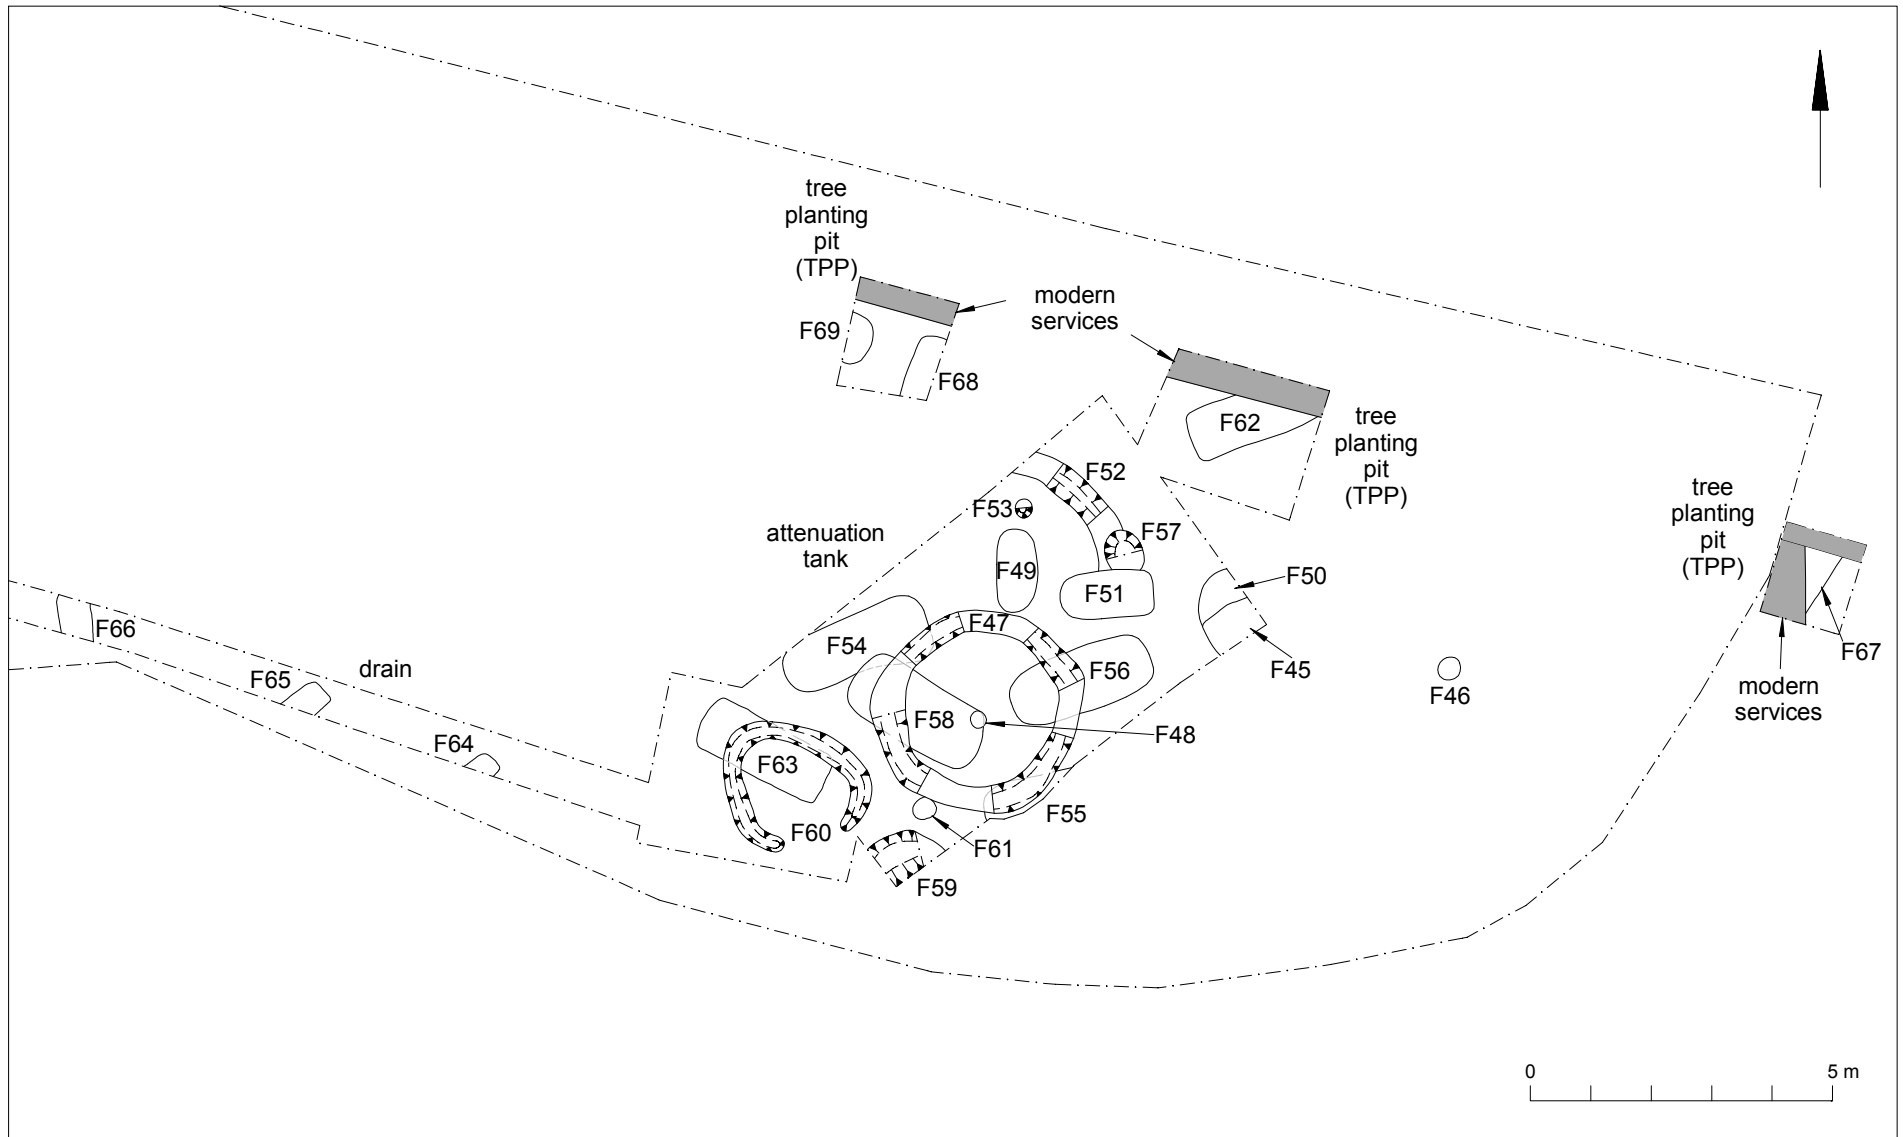 tree
planting
pit
(TPP)
modern
services
F69
F68
F62
tree
planting
pit
(TPP)
F52
F53
F57
tree
planting
pit
(TPP)
attenuation
tank
F49
F51
F50
F47
F54
F66
F45
F67
drain
F65
F56
F46
modern
services
F58
F48
F64
F63
F60
F55
F61
F59
0 5 m